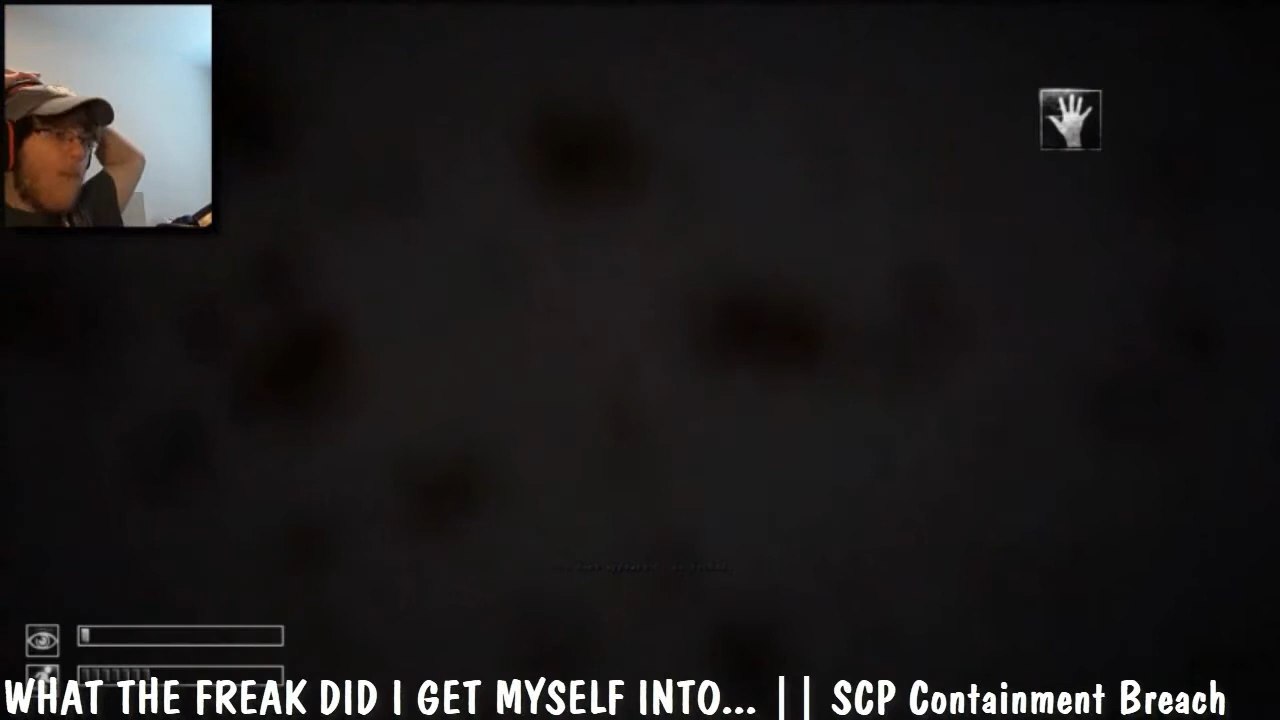 WHAT THE FREAK DID I GET MYSELF INTO... || SCP Containment Breach